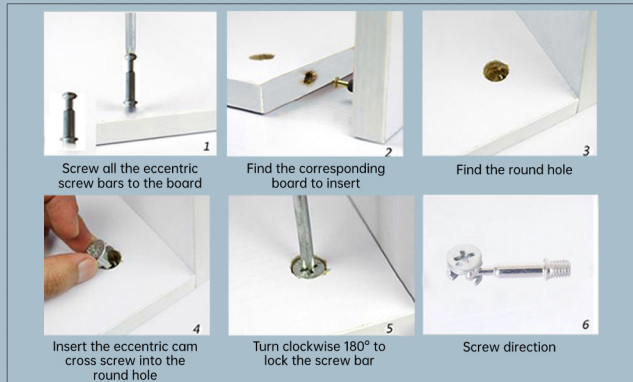 1
Screw all the eccentric
screw bars to the board
2
Find the corresponding
board to insert
3
Find the round hole
4
Insert the eccentric cam
cross screw into the
round hole
5
Turn clockwise 180° to
lock the screw bar
6
Screw direction